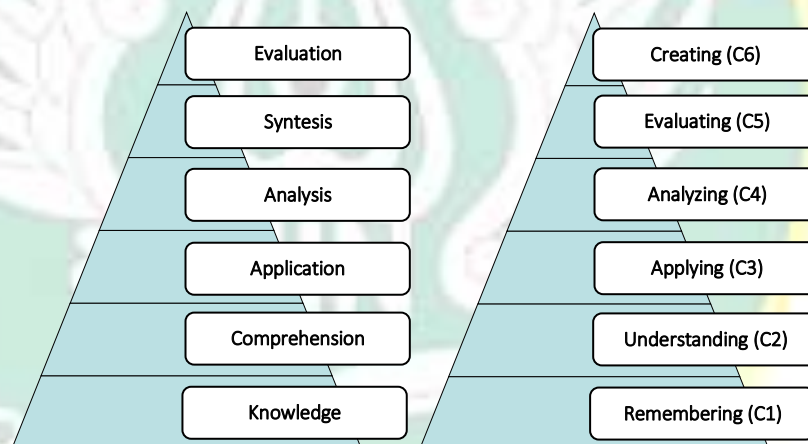 Evaluation
Syntesis
Analysis
Application
Comprehension
Knowledge
Creating (C6)
Evaluating (C5)
Analyzing (C4)
Applying (C3)
Understanding (C2)
Remembering (C1)